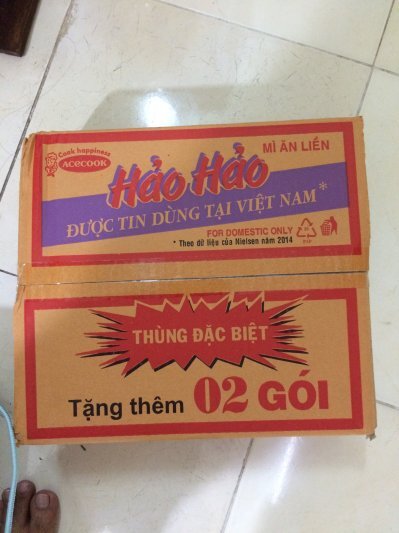 Cook happiness
ACECOOK
MÌ ĂN LIỀN
Hảo Hảo
ĐƯỢC TIN DÙNG TẠI VIỆT NAM*
FOR DOMESTIC ONLY
* Theo dữ liệu của Nielsen năm 2014
PAP
THÙNG ĐẶC BIỆT
Tặng thêm 02 GÓI